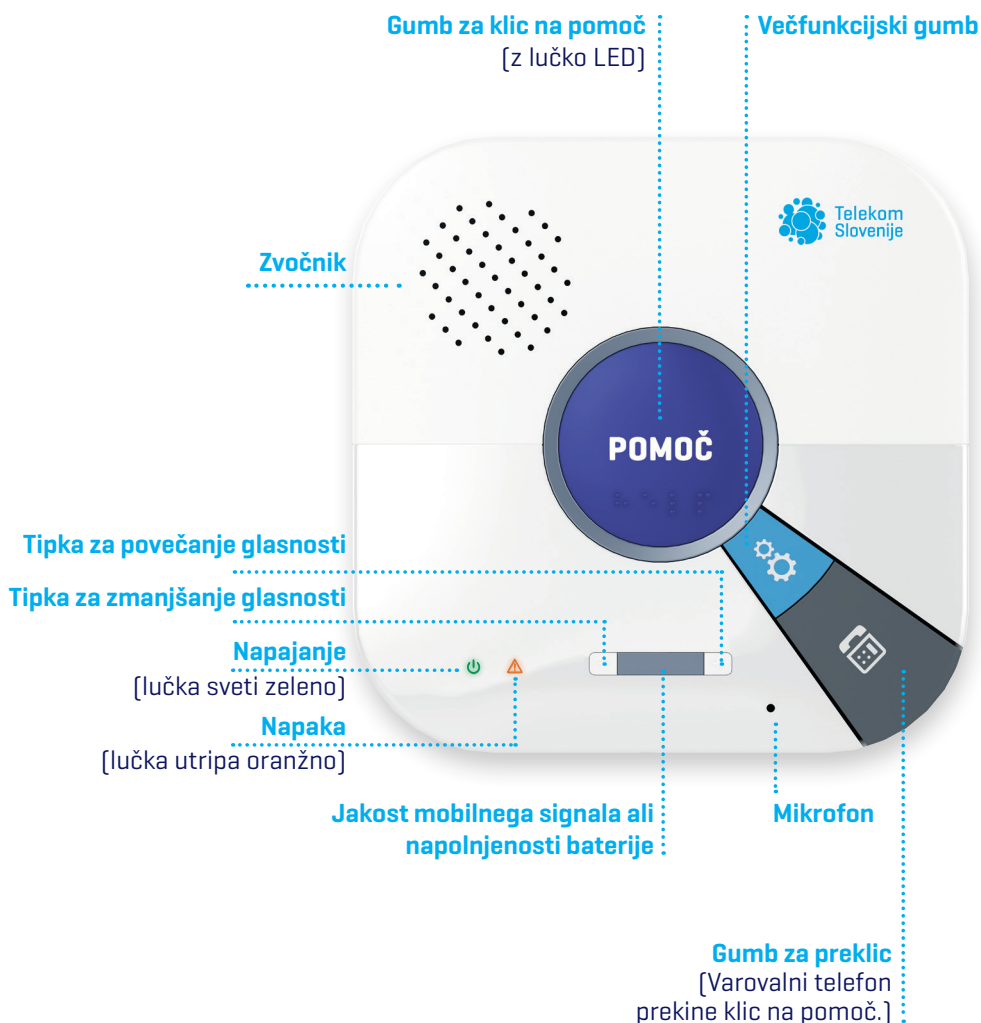 Gumb za klic na pomoč
(z lučko LED)
Večfunkcijski gumb
Telekom
Slovenije
Zvočnik
POMOČ
Tipka za povečanje glasnosti
Tipka za zmanjšanje glasnosti
Napajanje
(lučka sveti zeleno)
Napaka
(lučka utripa oranžno)
Jakost mobilnega signala ali
napolnjenosti baterije
Mikrofon
Gumb za preklic
(Varovalni telefon
prekine klic na pomoč.)